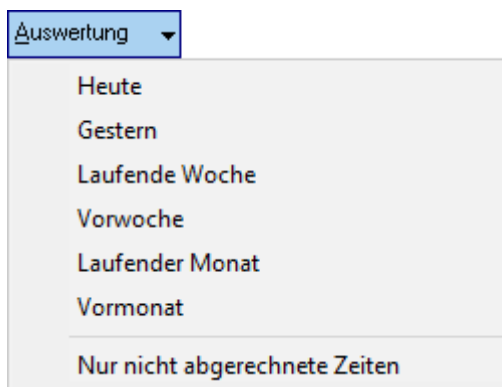 Auswertung
Heute
Gestern
Laufende Woche
Vorwoche
Laufender Monat
Vormonat
Nur nicht abgerechnete Zeiten